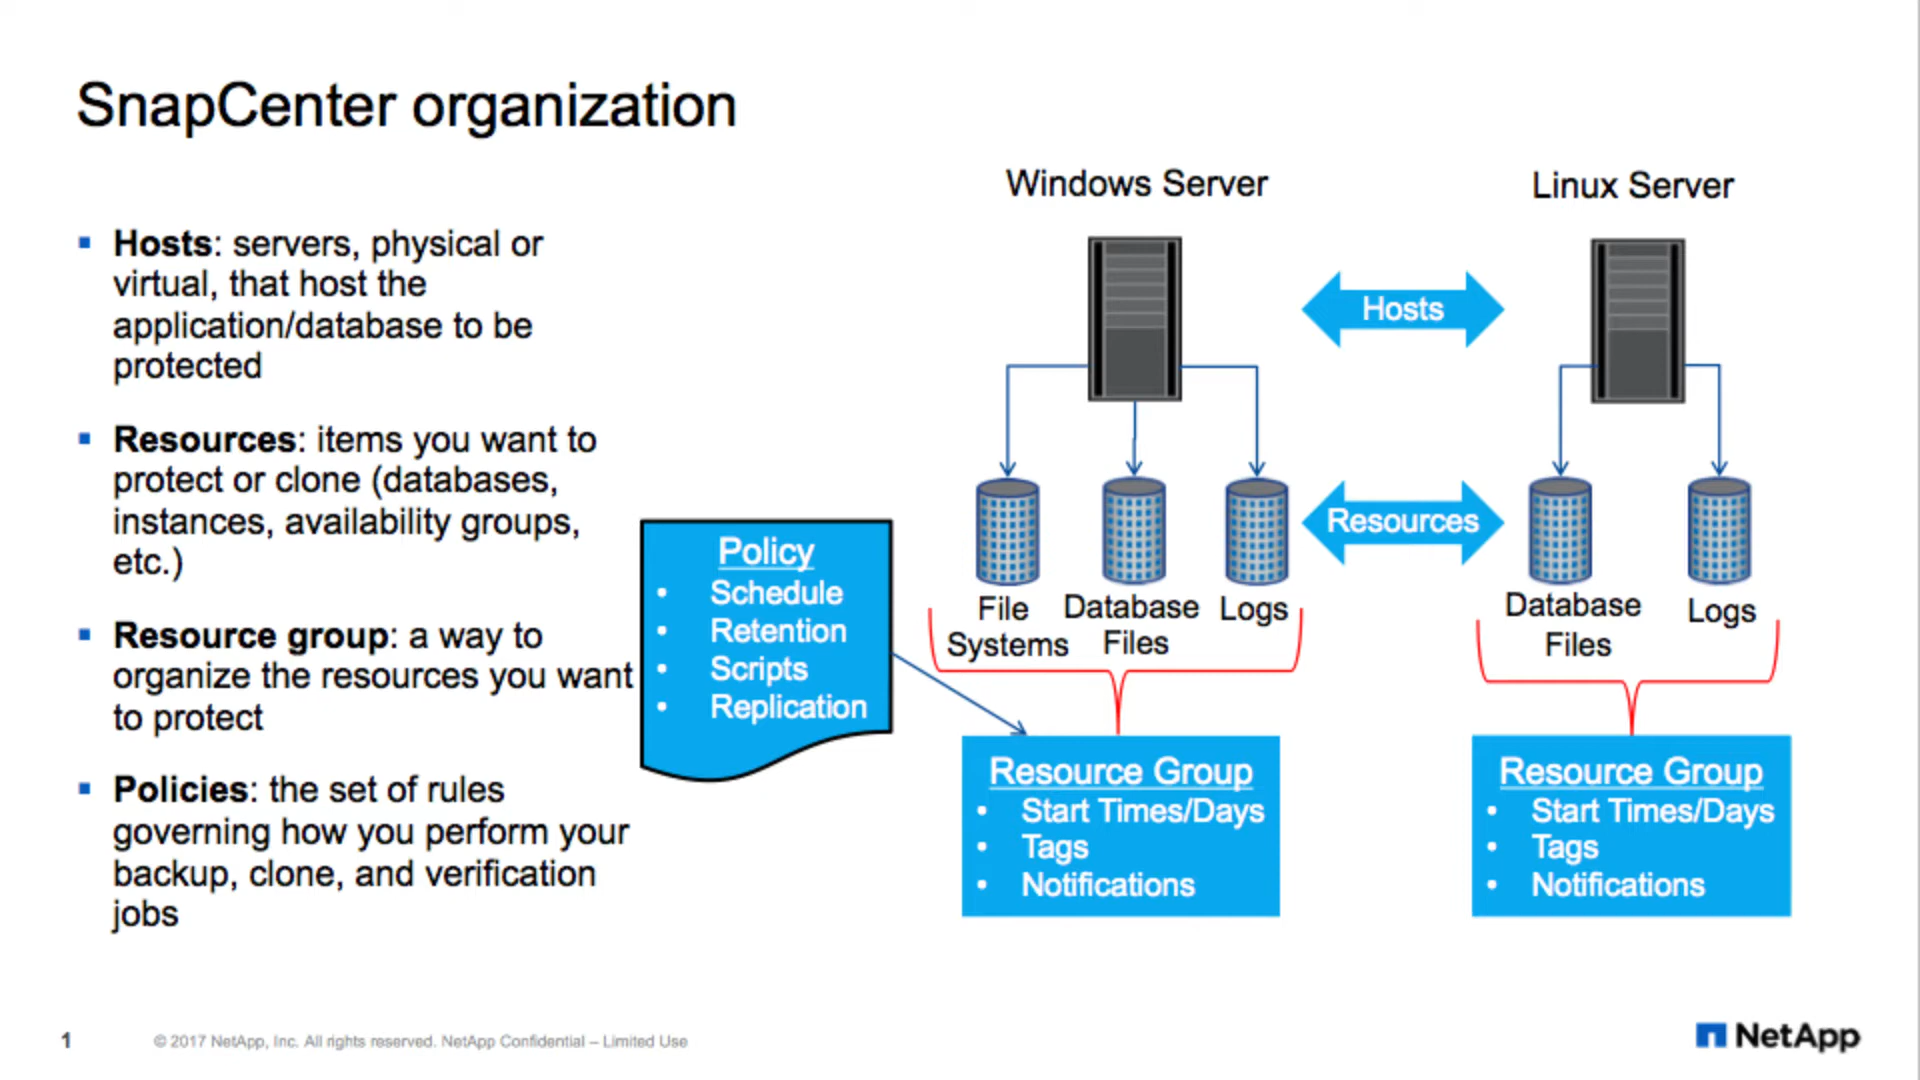 SnapCenter organization
Hosts: servers, physical or
virtual, that host the
application/database to be
protected
Resources: items you want to
protect or clone (databases,
instances, availability groups,
etc.)
Resource group: a way to
organize the resources you want
to protect
Policies: the set of rules
governing how you perform your
backup, clone, and verification
jobs
Policy
• Schedule
• Retention
• Scripts
• Replication
Windows Server
Linux Server
Hosts
Resources
File
Systems
Database
Files
Logs
Database
Files
Logs
Resource Group
• Start Times/Days
• Tags
• Notifications
Resource Group
• Start Times/Days
• Tags
• Notifications
1
© 2017 NetApp, Inc. All rights reserved. NetApp Confidential – Limited Use
NetApp